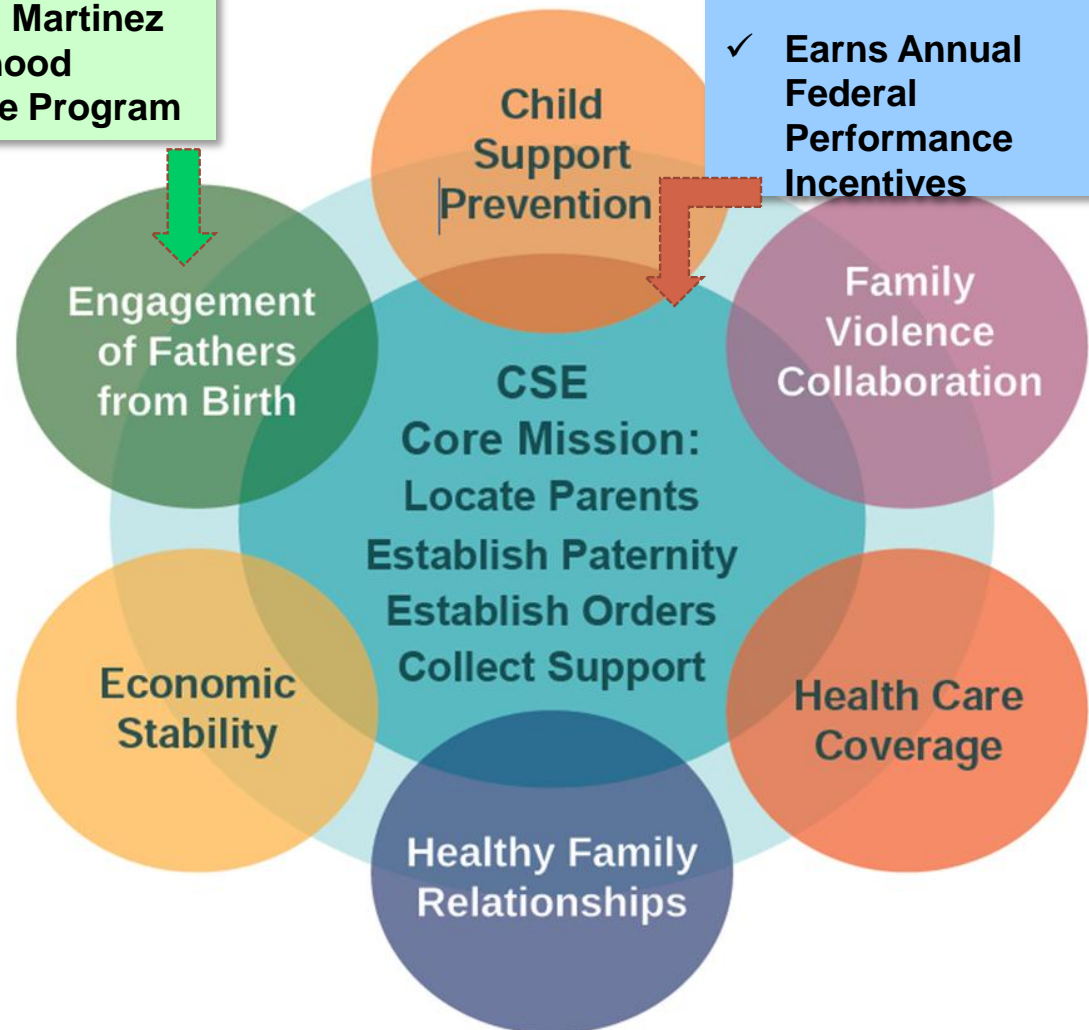 Martinez
hood
e Program
✓ Earns Annual
Federal
Performance
Incentives
Child
Support
Prevention
Engagement
of Fathers
from Birth
Family
Violence
Collaboration
CSE
Core Mission:
Locate Parents
Establish Paternity
Establish Orders
Collect Support
Economic
Stability
Health Care
Coverage
Healthy Family
Relationships